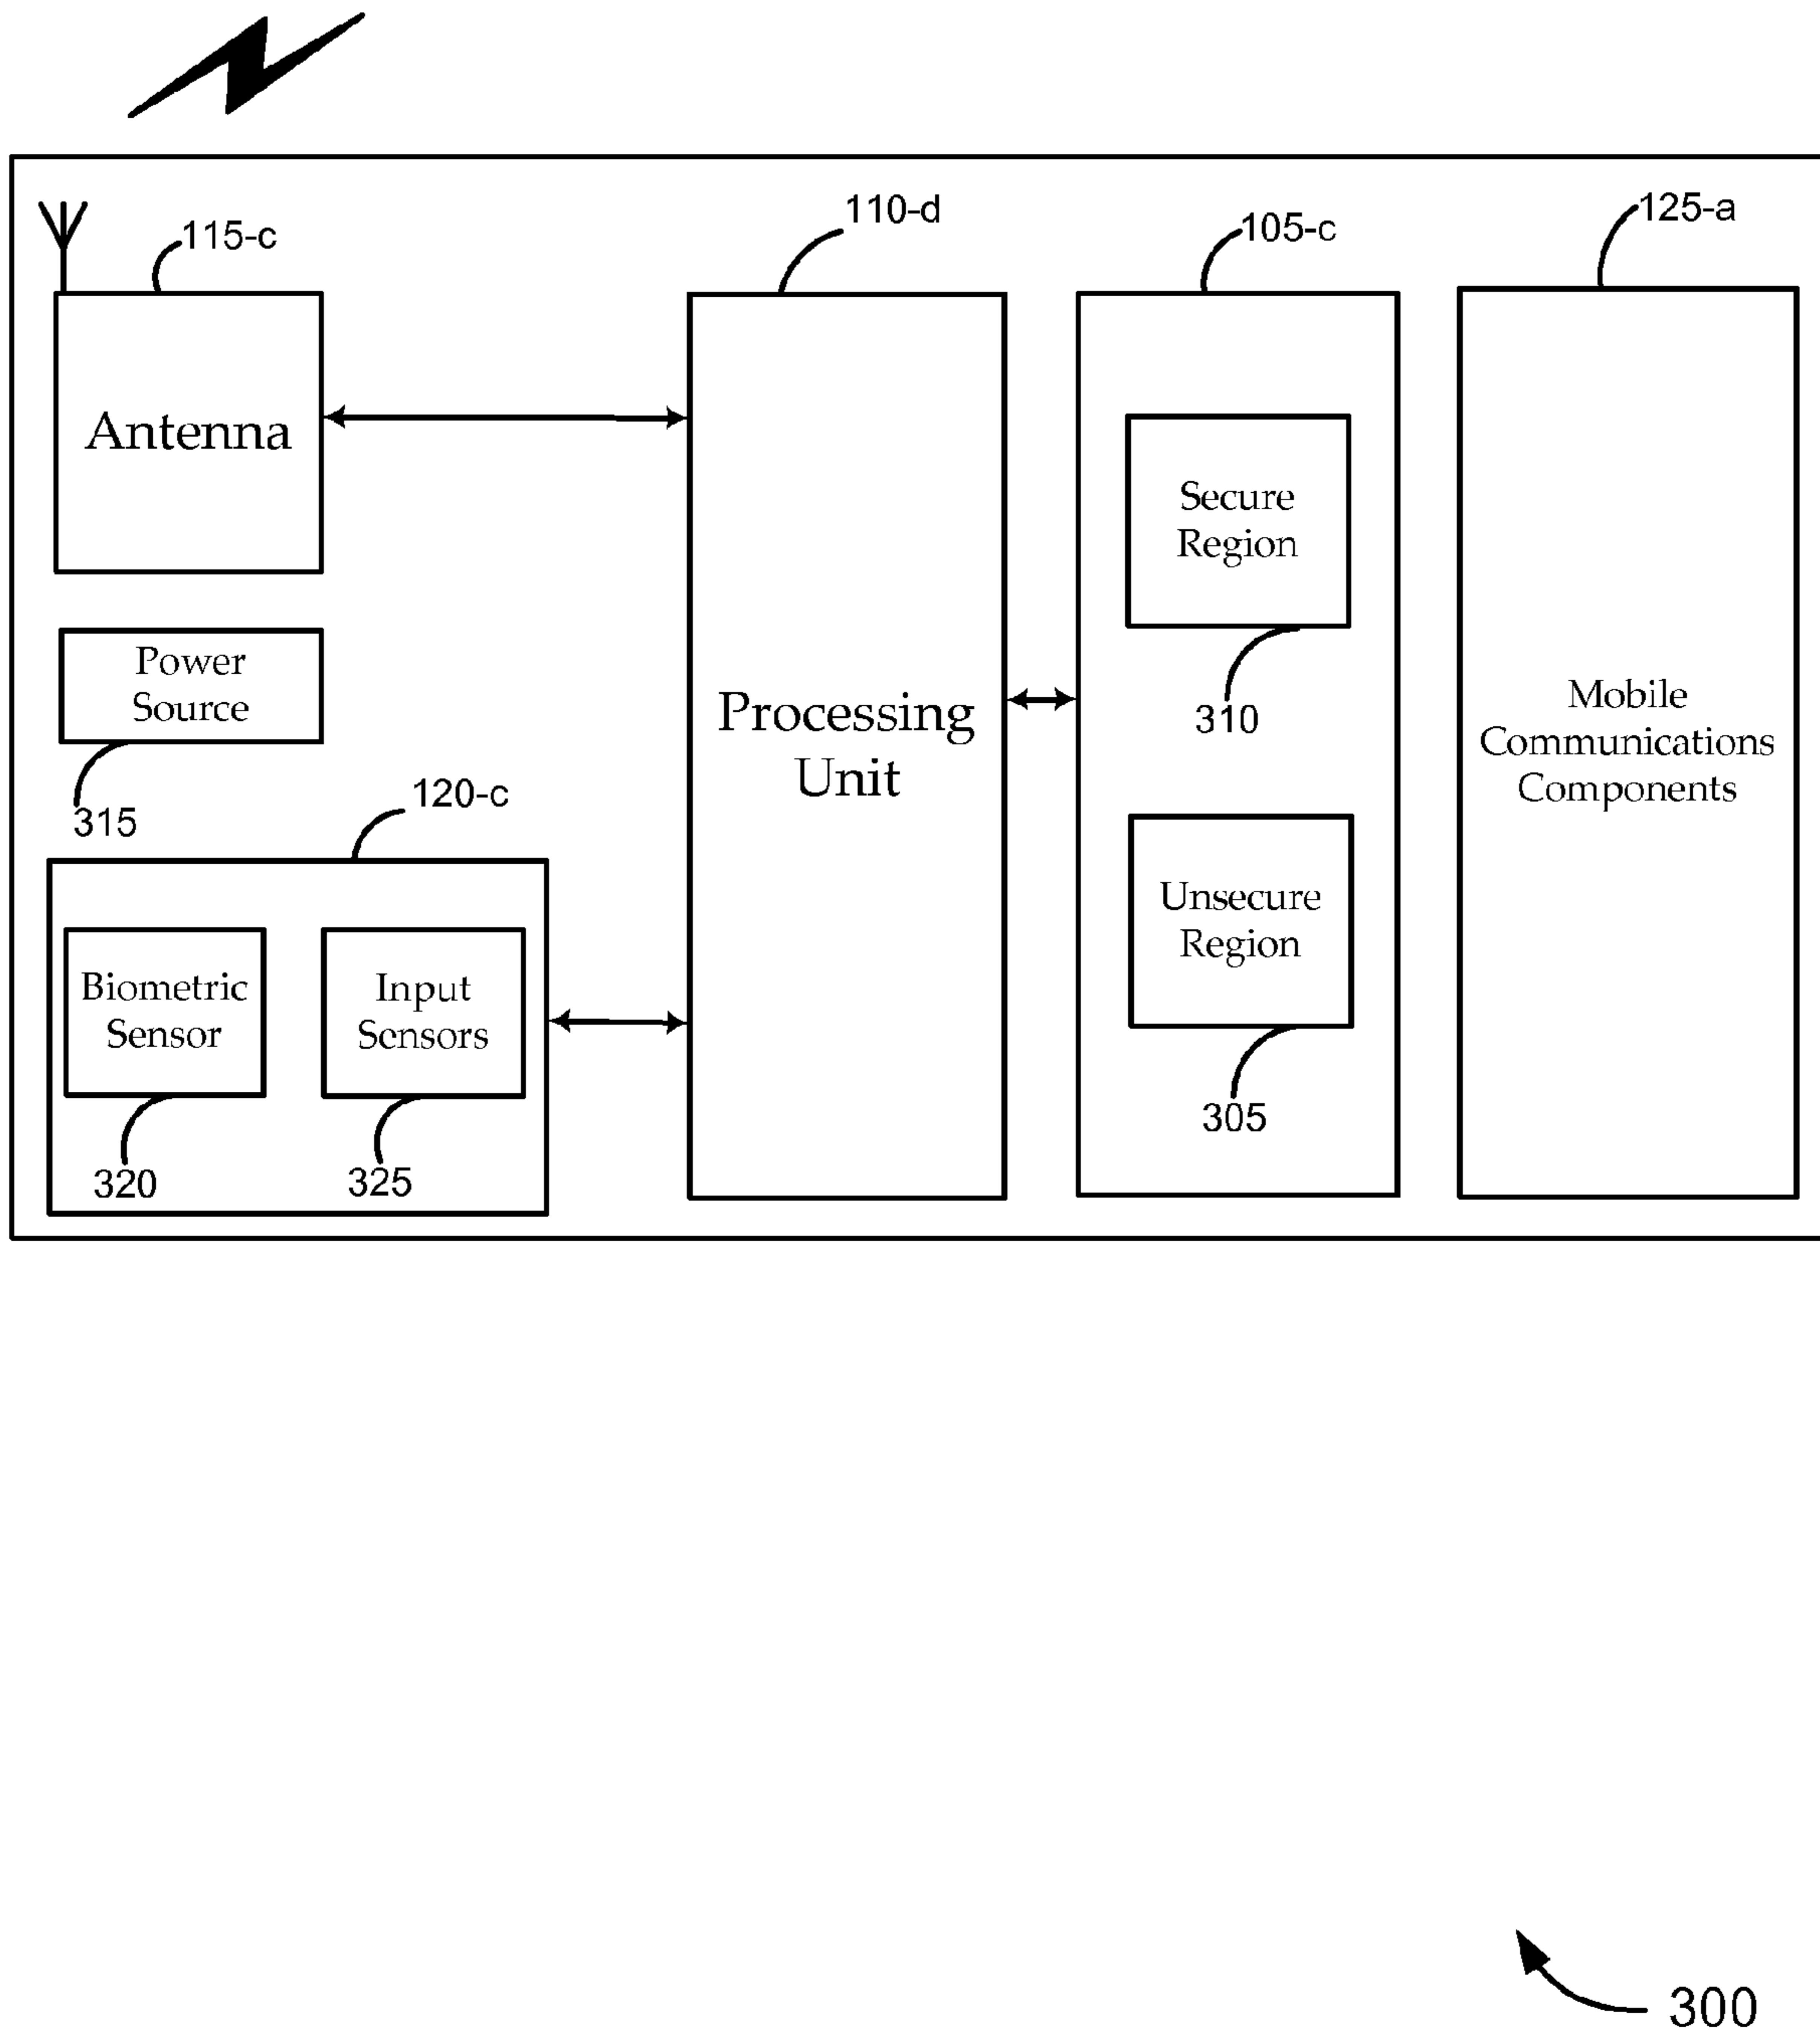 115-c
110-d
105-c
125-a
Antenna
Secure
Region
310
Power
Source
315
Processing
Unit
Mobile
Communications
Components
120-c
Biometric
Sensor
320
Input
Sensors
325
Unsecure
Region
305
300